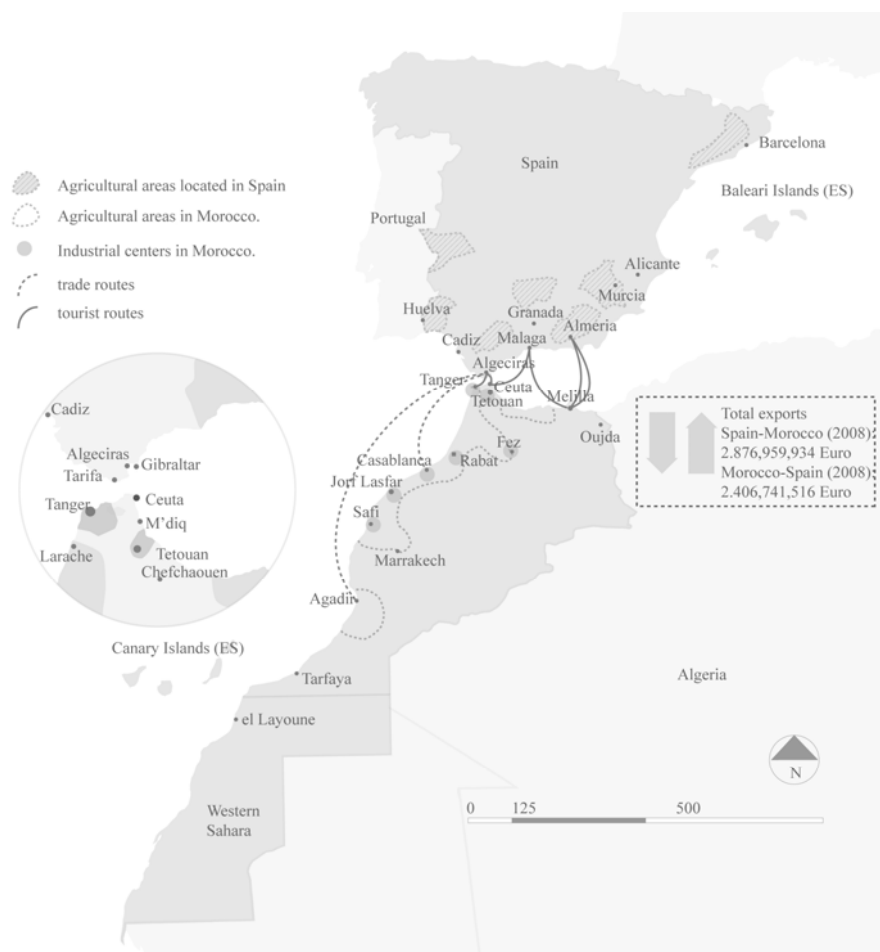 Agricultural areas located in Spain
Agricultural areas in Morocco.
Industrial centers in Morocco.
trade routes
tourist routes
Spain
Barcelona
Baleari Islands (ES)
Portugal
Alicante
Murcia
Huelva
Granada
Almeria
Cadiz
Malaga
Algeciras
Tanger
Ceuta
Tetouan
Melilla
Oujda
Fez
Rabat
Casablanca
Jorf Lasfar
Safi
Marrakech
Agadir
Total exports
Spain-Morocco (2008):
2.876,959,934 Euro
Morocco-Spain (2008):
2.406,741,516 Euro
Cadiz
Algeciras
Gibraltar
Tarifa
Tanger
Ceuta
M'diq
Larache
Tetouan
Chefchaouen
Canary Islands (ES)
Tarfaya
el Layoune
Algeria
Western
Sahara
N
0 125 500